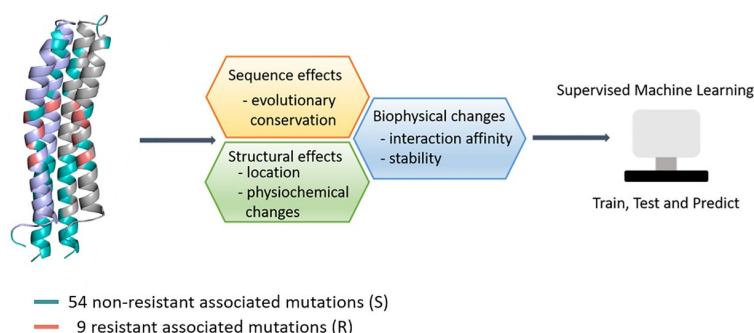 Sequence effects
- evolutionary
conservation
Structural effects
- location
- physiochemical
changes
Biophysical changes
- interaction affinity
- stability
Supervised Machine Learning
Train, Test and Predict
54 non-resistant associated mutations (S)
9 resistant associated mutations (R)